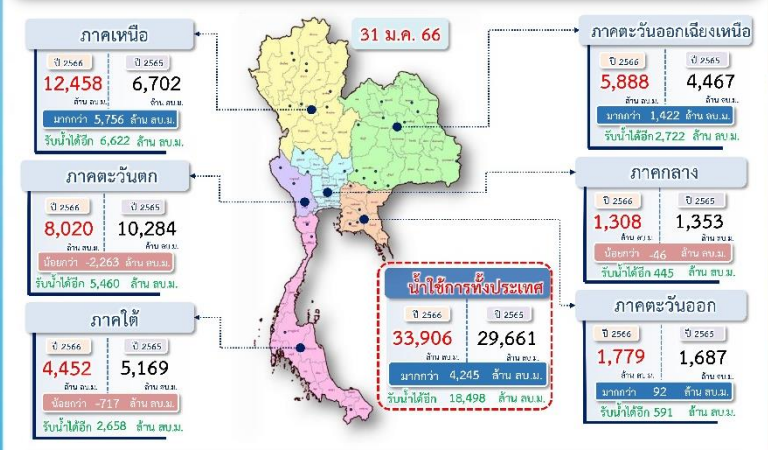 31 ม.ค. 66
ภาคเหนือ
ปี 2566 ปี 2565
12,458 6,702
ล้าน ลบ.ม. ล้าน ลบ.ม.
มากกว่า 5,756 ล้าน ลบ.ม.
รับน้ำได้อีก 6,622 ล้าน ลบ.ม.
ภาคตะวันออกเฉียงเหนือ
ปี 2566 ปี 2565
5,888 4,467
ล้าน ลบ.ม. ล้าน ลบ.ม.
มากกว่า 1,422 ล้าน ลบ.ม.
รับน้ำได้อีก 2,722 ล้าน ลบ.ม.
ภาคตะวันตก
ปี 2566 ปี 2565
8,020 10,284
ล้าน ลบ.ม. ล้าน ลบ.ม.
น้อยกว่า -2,263 ล้าน ลบ.ม.
รับน้ำได้อีก 5,460 ล้าน ลบ.ม.
ภาคกลาง
ปี 2566 ปี 2565
1,308 1,353
ล้าน ลบ.ม. ล้าน ลบ.ม.
น้อยกว่า -46 ล้าน ลบ.ม.
รับน้ำได้อีก 445 ล้าน ลบ.ม.
ภาคใต้
ปี 2566 ปี 2565
4,452 5,169
ล้าน ลบ.ม. ล้าน ลบ.ม.
น้อยกว่า -717 ล้าน ลบ.ม.
รับน้ำได้อีก 2,658 ล้าน ลบ.ม.
น้ำใช้การทั้งประเทศ
ปี 2566 ปี 2565
33,906 29,661
ล้าน ลบ.ม. ล้าน ลบ.ม.
มากกว่า 4,245 ล้าน ลบ.ม.
รับน้ำได้อีก 18,498 ล้าน ลบ.ม.
ภาคตะวันออก
ปี 2566 ปี 2565
1,779 1,687
ล้าน ลบ.ม. ล้าน ลบ.ม.
มากกว่า 92 ล้าน ลบ.ม.
รับน้ำได้อีก 591 ล้าน ลบ.ม.